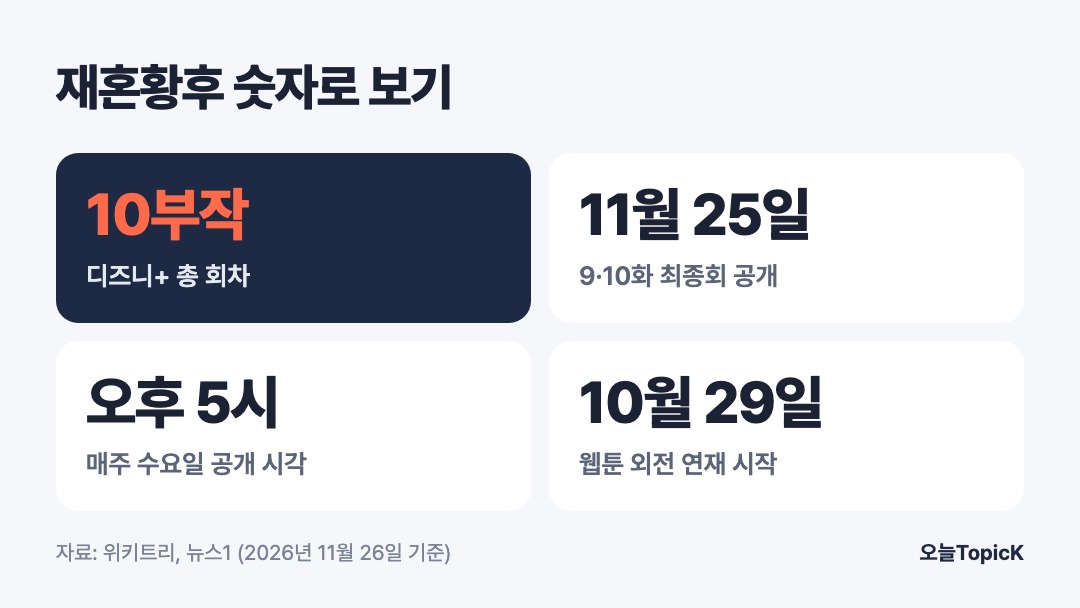 재혼황후 숫자로 보기
10부작
디즈니+ 총 회차
11월 25일
9·10화 최종회 공개
오후 5시
매주 수요일 공개 시각
10월 29일
웹툰 외전 연재 시작
자료: 위키트리, 뉴스1 (2026년 11월 26일 기준)
오늘TopicK